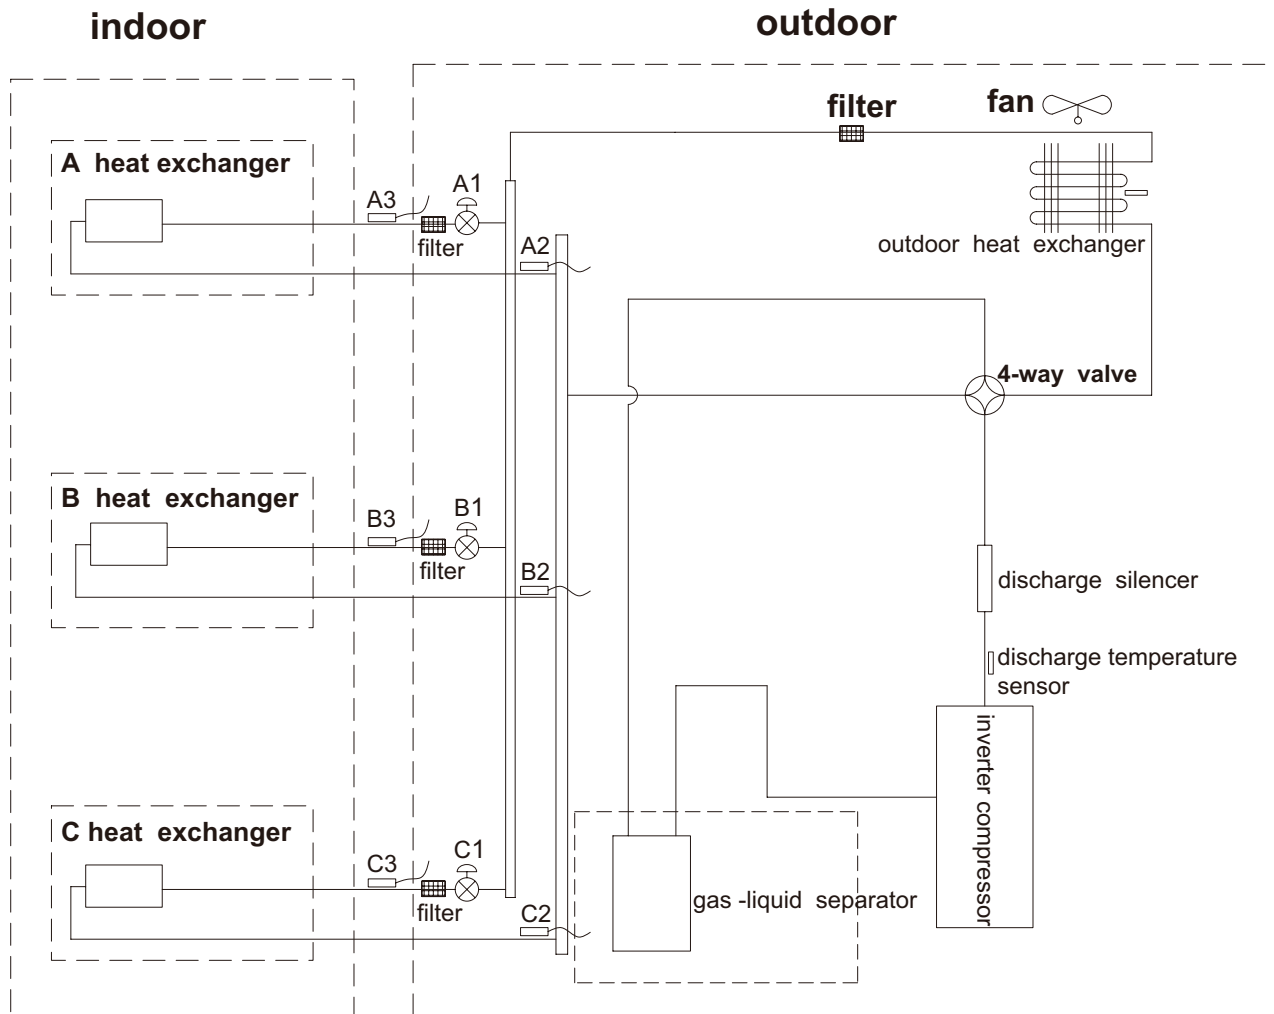 indoor
outdoor
filter
fan
A heat exchanger
A3
A1
filter
A2
outdoor heat exchanger
4-way valve
B heat exchanger
B3
B1
filter
B2
discharge silencer
discharge temperature
sensor
inverter compressor
C heat exchanger
C3
C1
filter
C2
gas -liquid separator